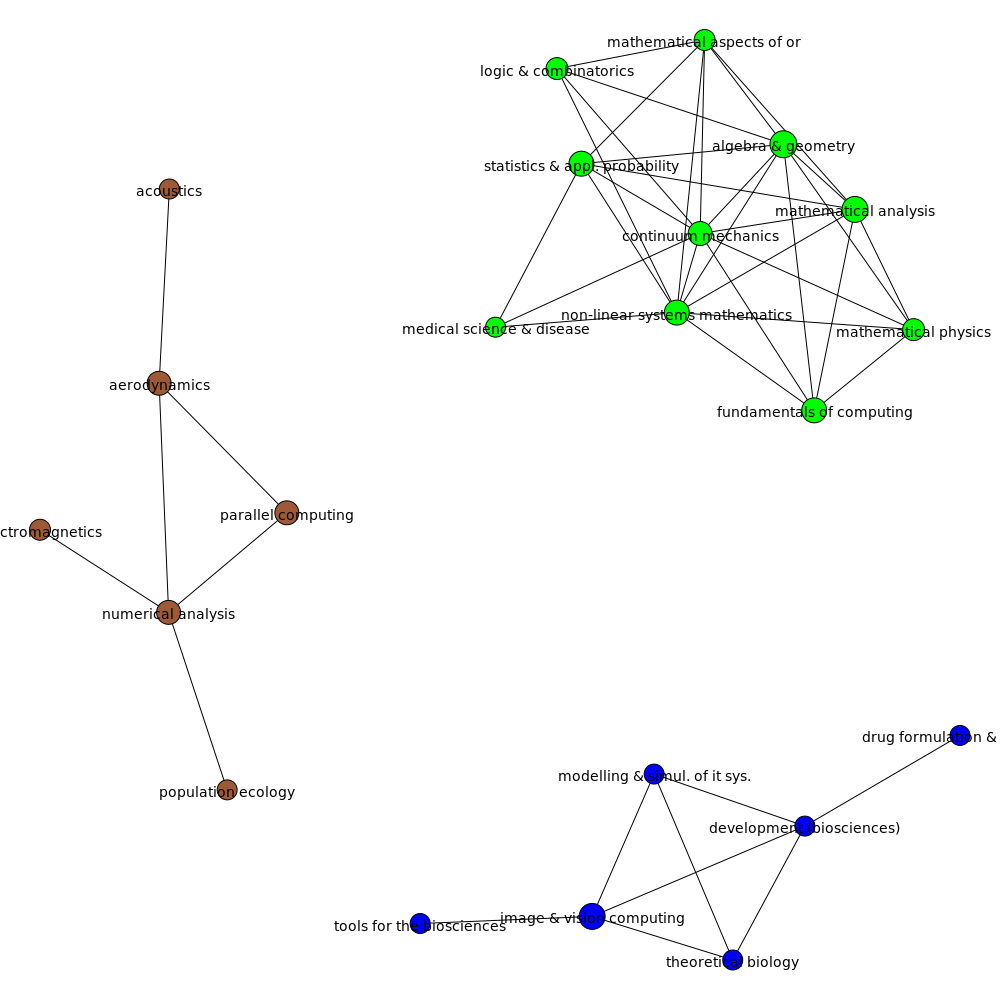 mathematical aspects of or
logic & combinatorics
algebra & geometry
statistics & appl. probability
acoustics
mathematical analysis
continuum mechanics
non-linear systems mathematics
medical science & disease
mathematical physics
aerodynamics
fundamentals of computing
parallel computing
ctromagnetics
numerical analysis
drug formulation &
modelling & simul. of it sys.
population ecology
development (biosciences)
image & vision computing
tools for the biosciences
theoretical biology